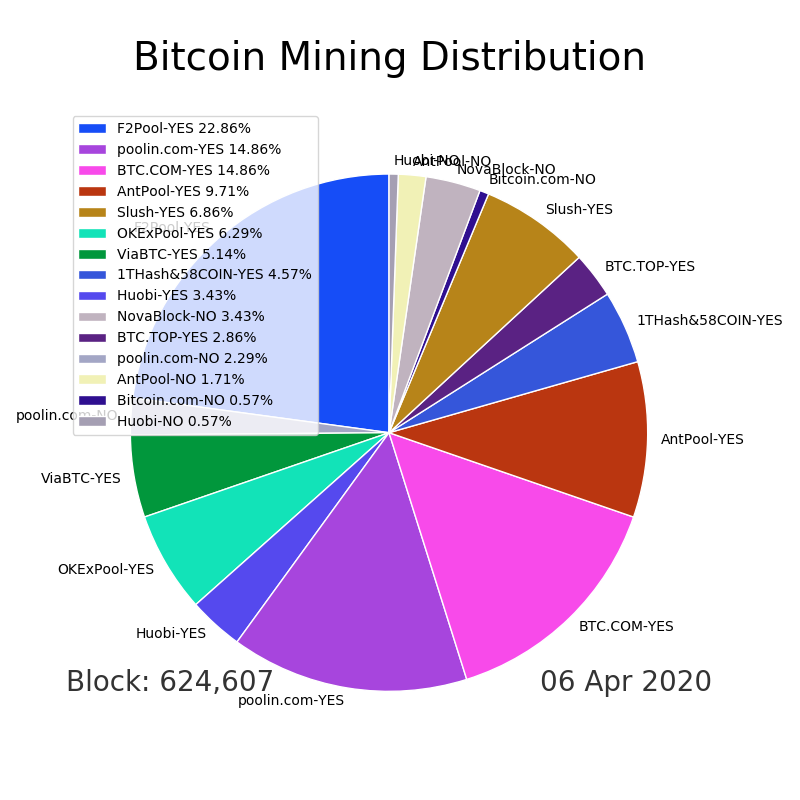 Bitcoin Mining Distribution
F2Pool-YES 22.86%
poolin.com-YES 14.86%
BTC.COM-YES 14.86%
AntPool-YES 9.71%
Slush-YES 6.86%
OKExPool-YES 6.29%
ViaBTC-YES 5.14%
1THash&58COIN-YES 4.57%
Huobi-YES 3.43%
NovaBlock-NO 3.43%
BTC.TOP-YES 2.86%
poolin.com-NO 2.29%
AntPool-NO 1.71%
Bitcoin.com-NO 0.57%
Huobi-NO 0.57%
Huobi-NO
AntPool-NO
NovaBlock-NO
Bitcoin.com-NO
Slush-YES
F2Pool-YES
BTC.TOP-YES
1THash&58COIN-YES
poolin.com-NO
AntPool-YES
ViaBTC-YES
OKExPool-YES
BTC.COM-YES
Huobi-YES
poolin.com-YES
Block: 624,607
06 Apr 2020